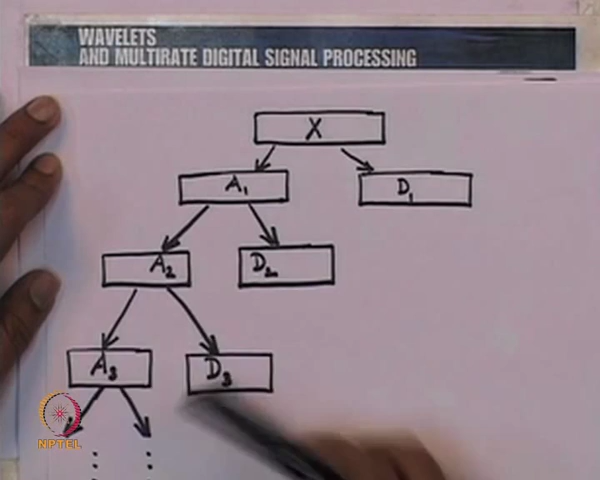 WAVELETS
AND MULTIRATE DIGITAL SIGNAL PROCESSING
X
A₁ D₁
A₂ D₂
A₃ D₃
NPTEL